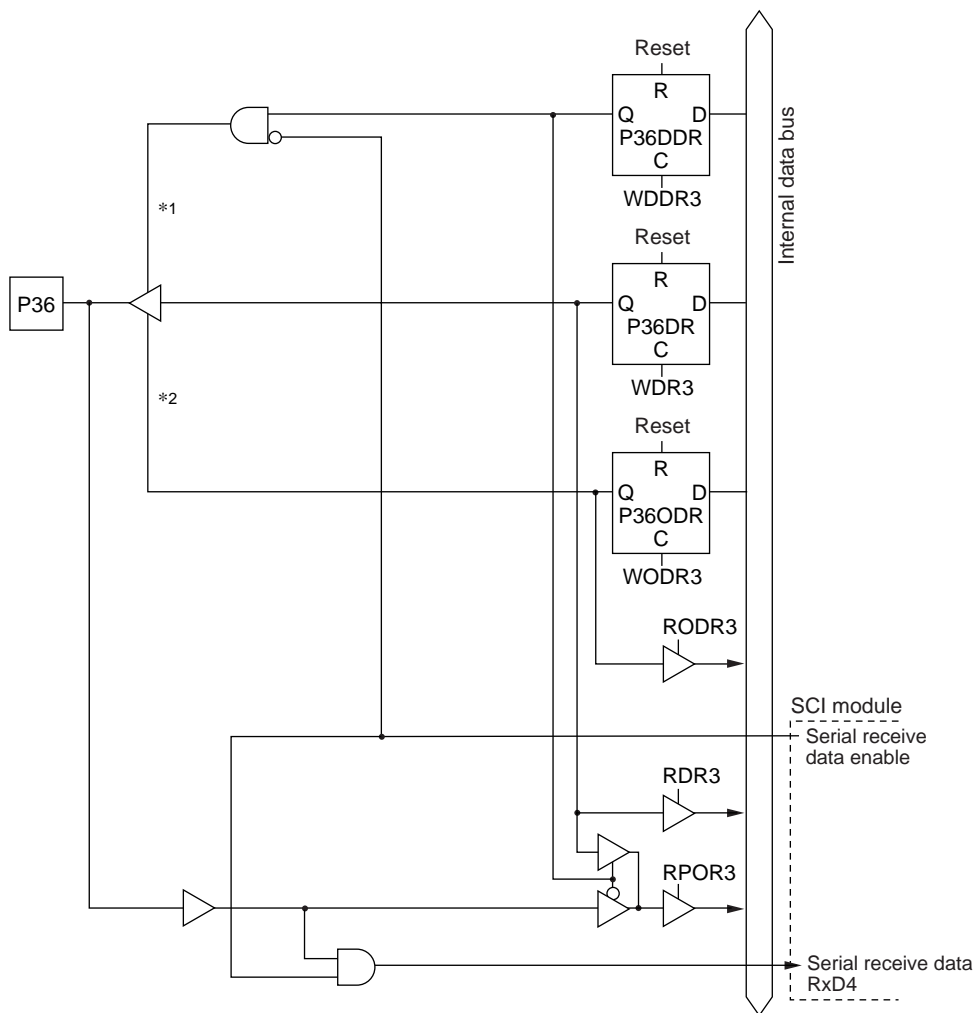 Reset
R
Q D
P36DDR
C
WDDR3
Internal data bus
*1
Reset
R
P36
Q D
P36DR
C
WDR3
*2
Reset
R
Q D
P36ODR
C
WODR3
RODR3
SCI module
Serial receive
data enable
RDR3
RPOR3
Serial receive data
RxD4